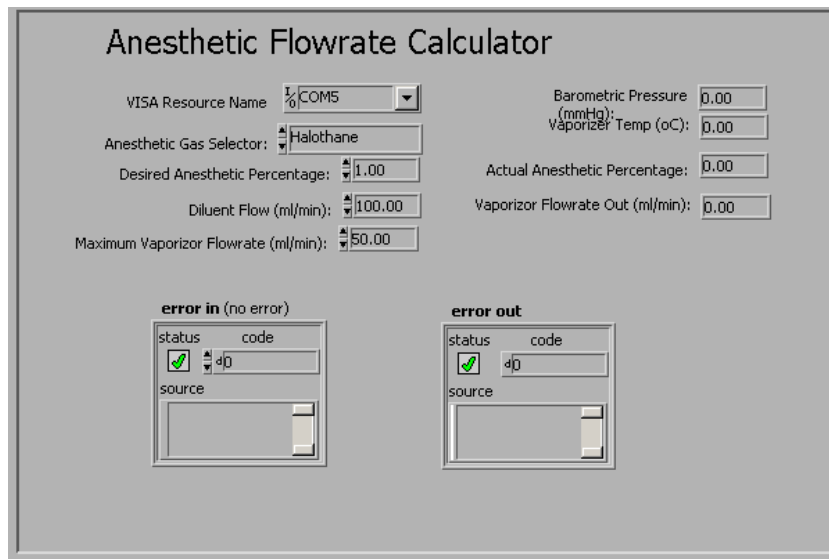 Anesthetic Flowrate Calculator
VISA Resource Name I/O COM5
Anesthetic Gas Selector: Halothane
Desired Anesthetic Percentage: 1.00
Diluent Flow (ml/min): 100.00
Maximum Vaporizor Flowrate (ml/min): 50.00
Barometric Pressure (mmHg): 0.00
Vaporizer Temp (oC): 0.00
Actual Anesthetic Percentage: 0.00
Vaporizor Flowrate Out (ml/min): 0.00
error in (no error)
status code
d0
source
error out
status code
d0
source